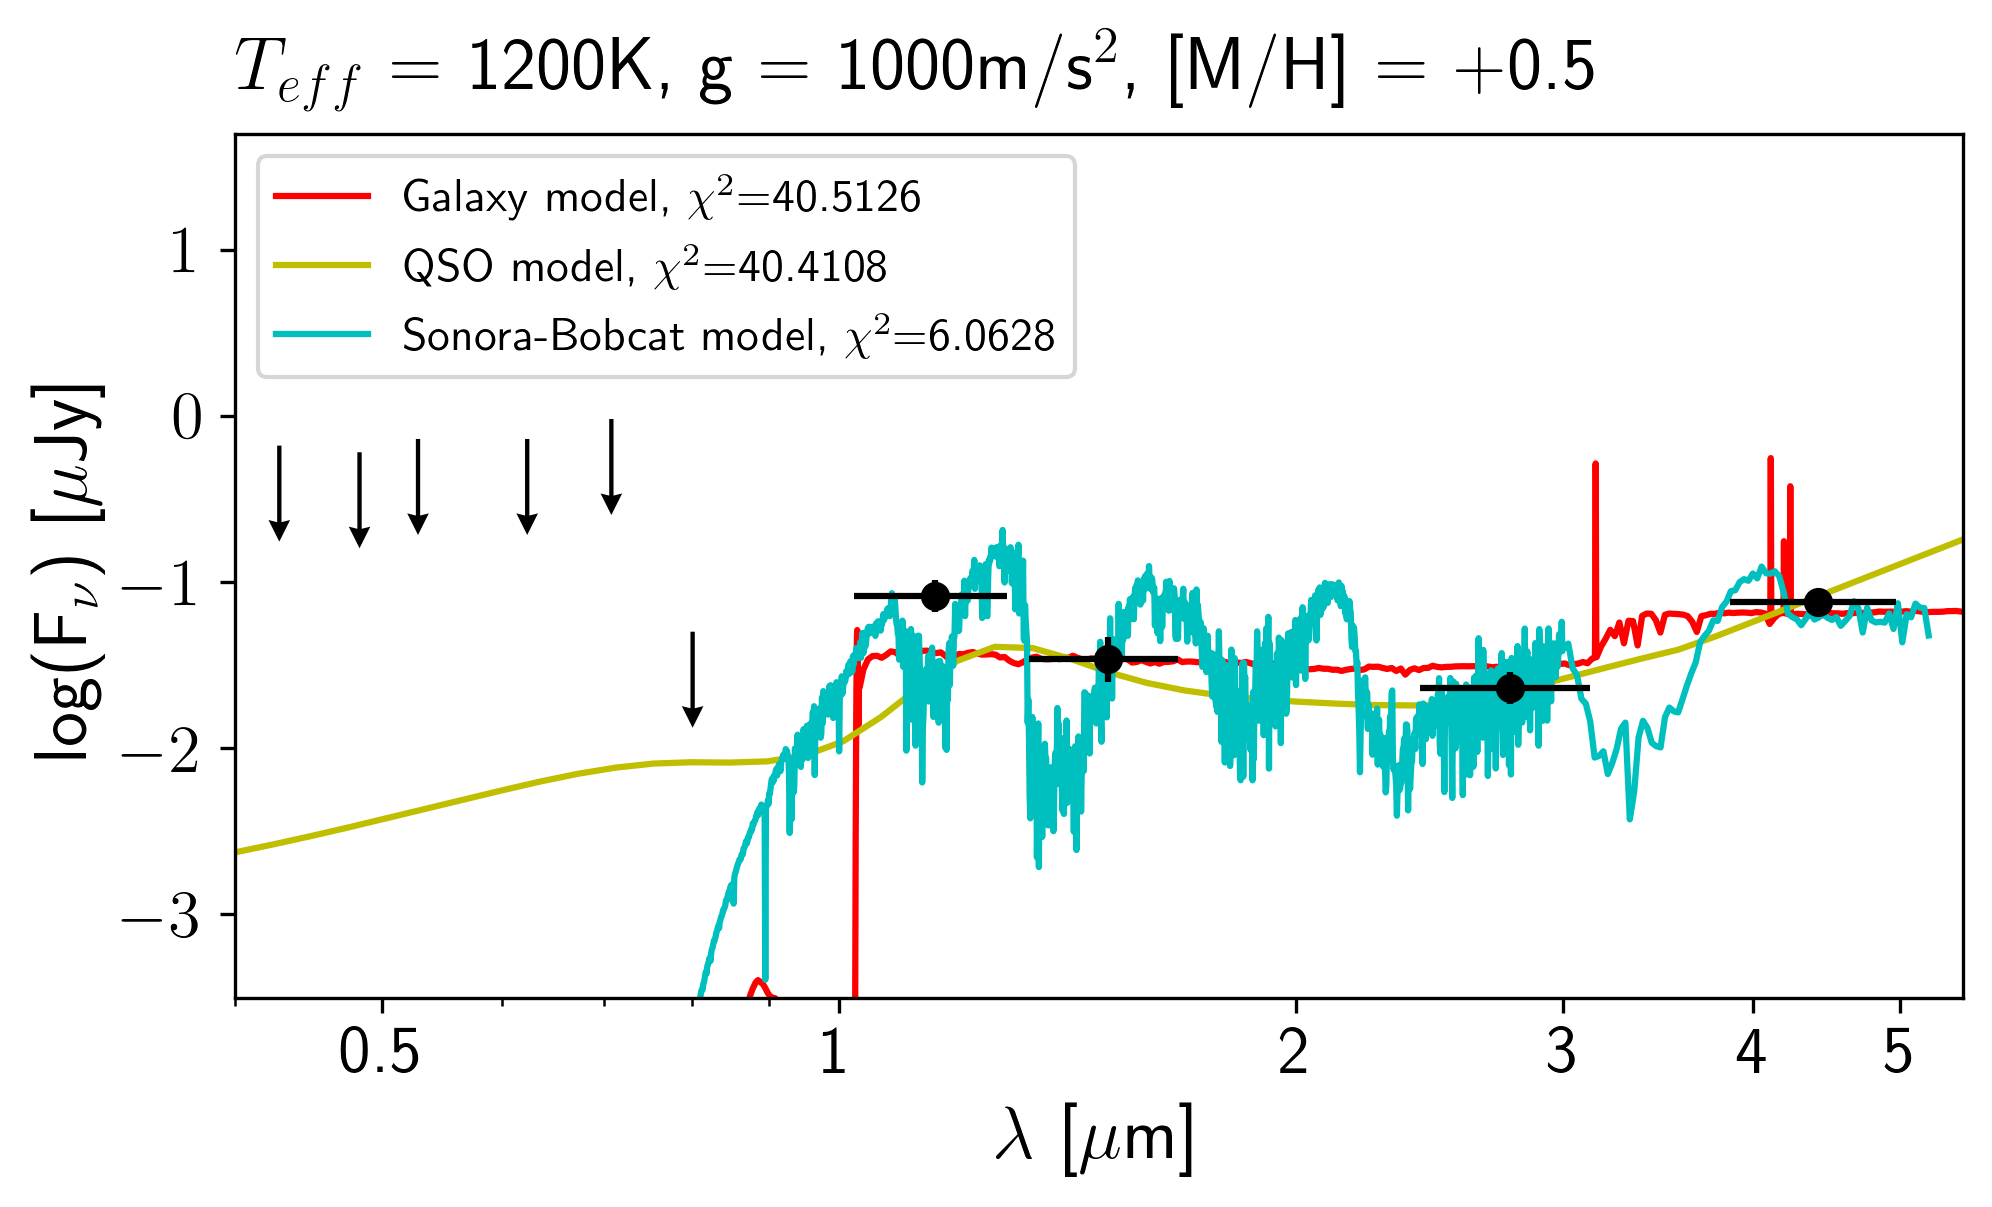 T_eff = 1200K, g = 1000m/s², [M/H] = +0.5
Galaxy model, χ²=40.5126
QSO model, χ²=40.4108
Sonora-Bobcat model, χ²=6.0628
log(F_ν) [μJy]
1
0
−1
−2
−3
0.5 1 2 3 4 5
λ [μm]